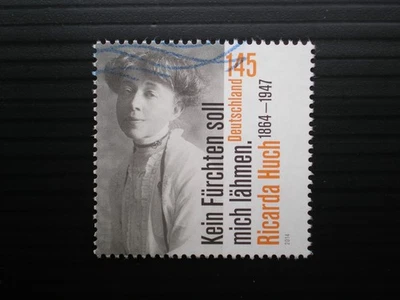 145
Deutschland
Kein Fürchten soll
mich lähmen.
Ricarda Huch 1864–1947
2014